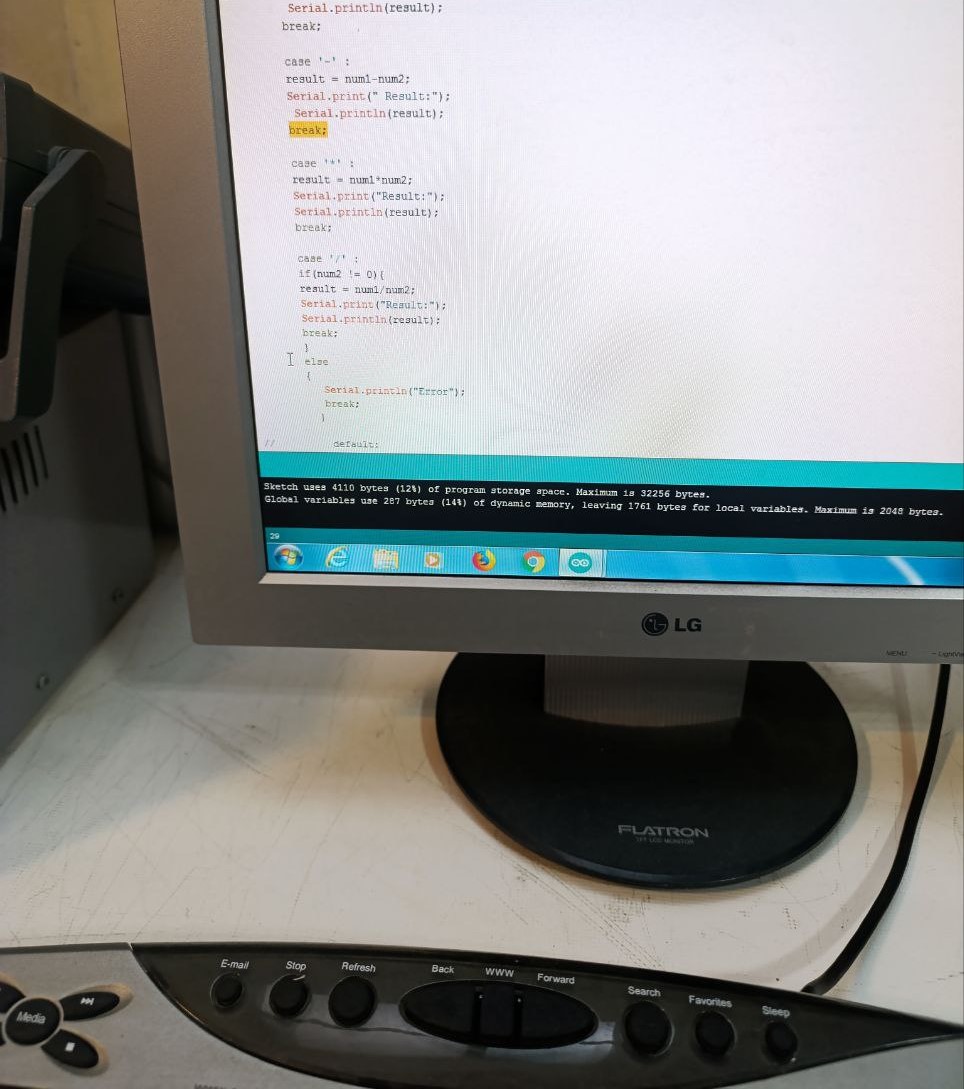 Serial.println(result);
break;
case '-' :
result = num1-num2;
Serial.print(" Result:");
Serial.println(result);
break;
case '*' :
result = num1*num2;
Serial.print("Result:");
Serial.println(result);
break;
case '/' :
if(num2 != 0){
result = num1/num2;
Serial.print("Result:");
Serial.println(result);
break;
}
else
{
Serial.println("Error");
break;
}
// default:
Sketch uses 4110 bytes (12%) of program storage space. Maximum is 32256 bytes.
Global variables use 287 bytes (14%) of dynamic memory, leaving 1761 bytes for local variables. Maximum is 2048 bytes.
29
LG
MENU
FLATRON
TFT LCD MONITOR
E-mail
Stop
Refresh
Back
WWW
Forward
Search
Favorites
Sleep
Media